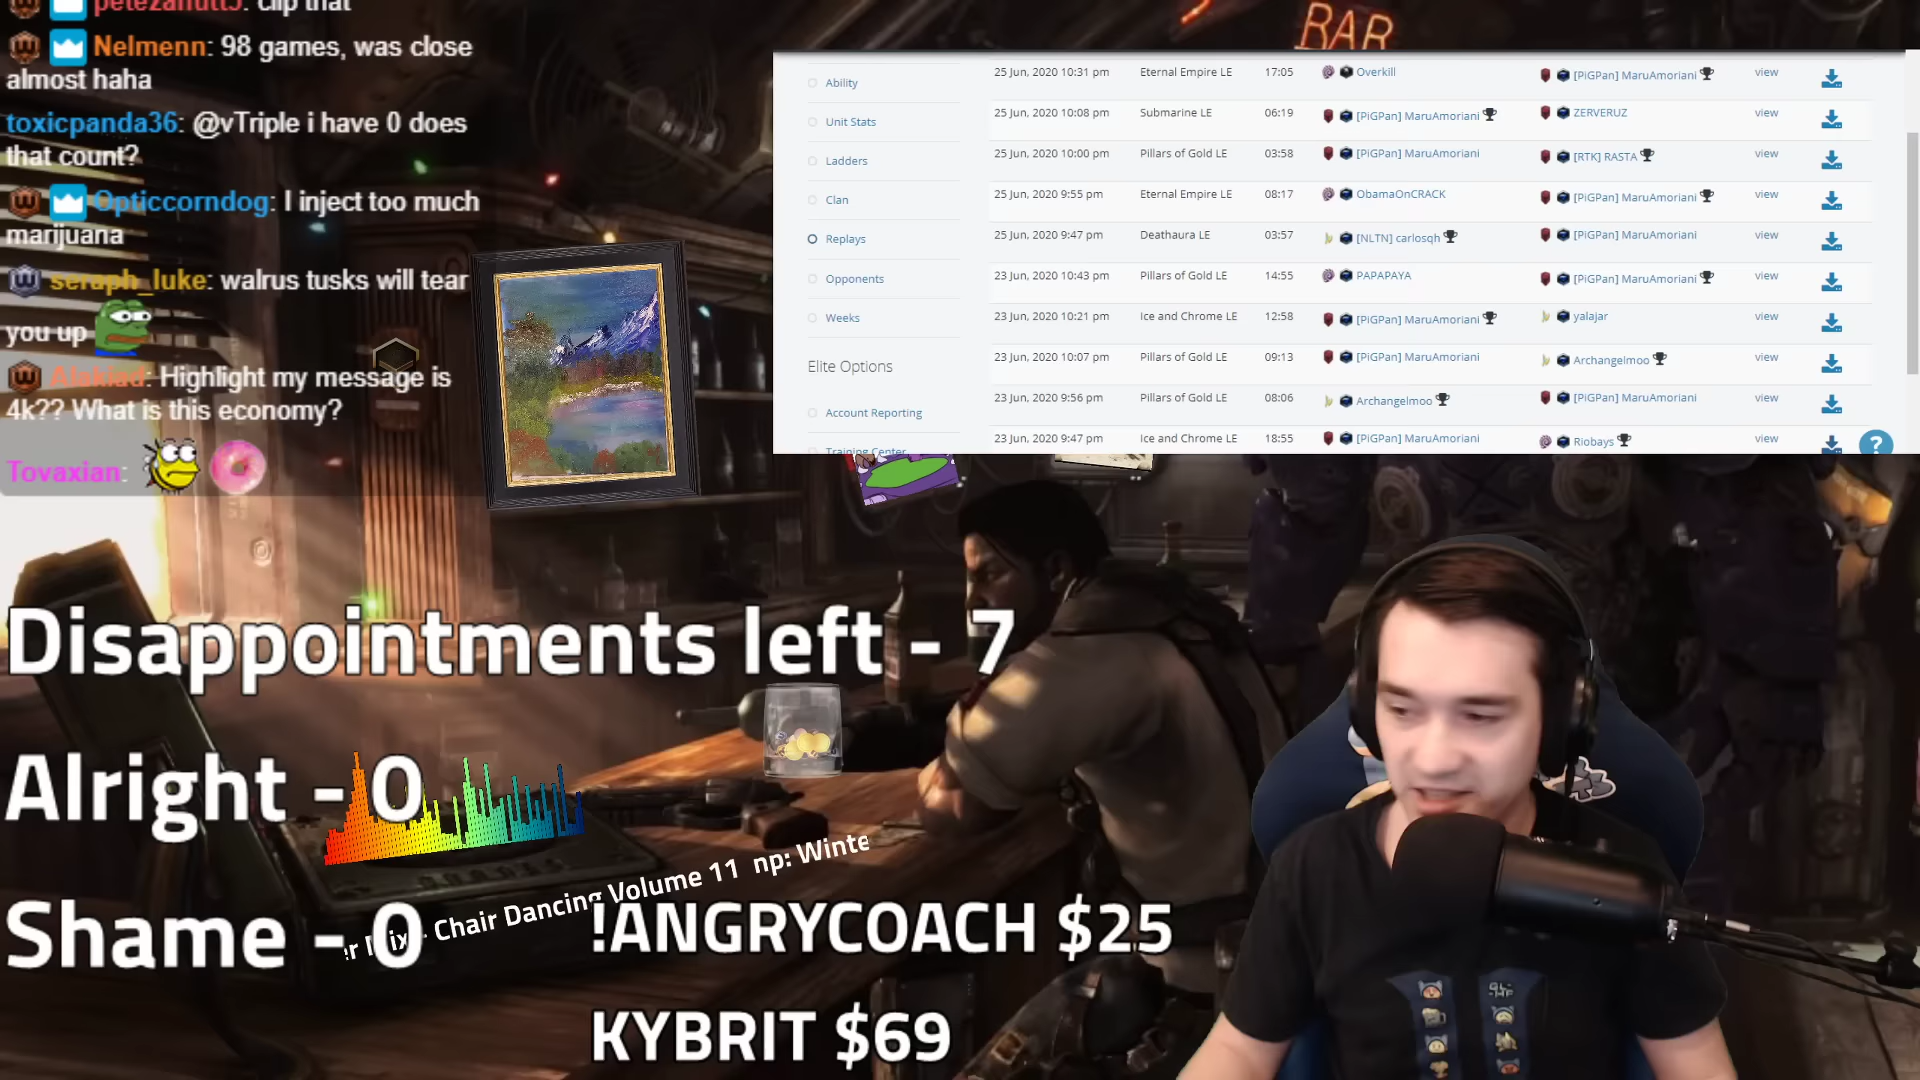 petezahutt5: clip that
Nelmenn: 98 games, was close
almost haha
toxicpanda36: @vTriple i have 0 does
that count?
Opticcorndog: I inject too much
marijuana
seraph_luke: walrus tusks will tear
you up
Alakiad: Highlight my message is
4k?? What is this economy?
Tovaxian:
BAR
Ability
Unit Stats
Ladders
Clan
Replays
Opponents
Weeks
Elite Options
Account Reporting
Training Center
25 Jun, 2020 10:31 pm Eternal Empire LE 17:05 Overkill [PiGPan] MaruAmoriani view
25 Jun, 2020 10:08 pm Submarine LE 06:19 [PiGPan] MaruAmoriani ZERVERUZ view
25 Jun, 2020 10:00 pm Pillars of Gold LE 03:58 [PiGPan] MaruAmoriani [RTK] RASTA view
25 Jun, 2020 9:55 pm Eternal Empire LE 08:17 ObamaOnCRACK [PiGPan] MaruAmoriani view
25 Jun, 2020 9:47 pm Deathaura LE 03:57 [NLTN] carlosqh [PiGPan] MaruAmoriani view
23 Jun, 2020 10:43 pm Pillars of Gold LE 14:55 PAPAPAYA [PiGPan] MaruAmoriani view
23 Jun, 2020 10:21 pm Ice and Chrome LE 12:58 [PiGPan] MaruAmoriani yalajar view
23 Jun, 2020 10:07 pm Pillars of Gold LE 09:13 [PiGPan] MaruAmoriani Archangelmoo view
23 Jun, 2020 9:56 pm Pillars of Gold LE 08:06 Archangelmoo [PiGPan] MaruAmoriani view
23 Jun, 2020 9:47 pm Ice and Chrome LE 18:55 [PiGPan] MaruAmoriani Riobays view
?
Disappointments left - 7
Alright - 0
Shame - 0
er Mix - Chair Dancing Volume 11 np: Winte
!ANGRYCOACH $25
KYBRIT $69